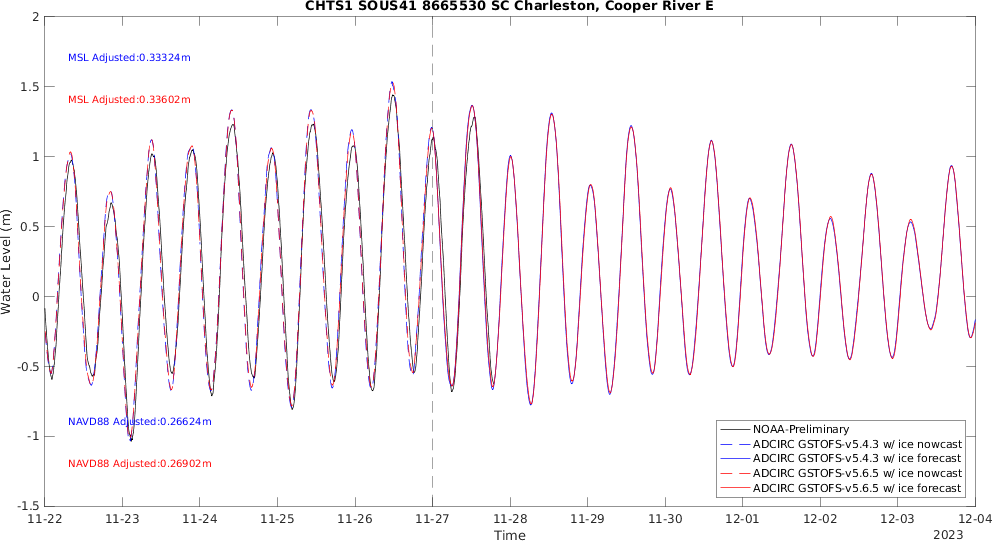 CHTS1 SOUS41 8665530 SC Charleston, Cooper River E
2
1.5
1
0.5
0
-0.5
-1
-1.5
Water Level (m)
MSL Adjusted:0.33324m
MSL Adjusted:0.33602m
NAVD88 Adjusted:0.26624m
NAVD88 Adjusted:0.26902m
NOAA-Preliminary
ADCIRC GSTOFS-v5.4.3 w/ ice nowcast
ADCIRC GSTOFS-v5.4.3 w/ ice forecast
ADCIRC GSTOFS-v5.6.5 w/ ice nowcast
ADCIRC GSTOFS-v5.6.5 w/ ice forecast
11-22 11-23 11-24 11-25 11-26 11-27 11-28 11-29 11-30 12-01 12-02 12-03 12-04
Time
2023